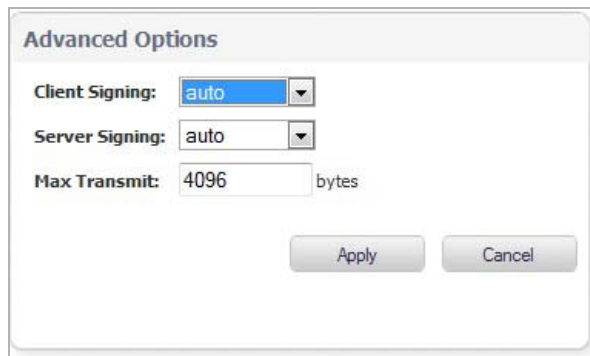 Advanced Options
Client Signing: auto
Server Signing: auto
Max Transmit: 4096 bytes
Apply Cancel